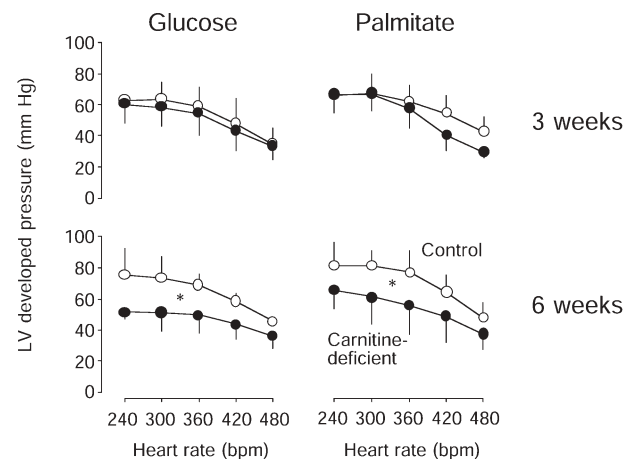 Glucose
Palmitate
LV developed pressure (mm Hg)
100
80
60
40
20
0
3 weeks
100
80
60
40
20
0
*
Control
*
Carnitine-
deficient
6 weeks
240 300 360 420 480
240 300 360 420 480
Heart rate (bpm)
Heart rate (bpm)